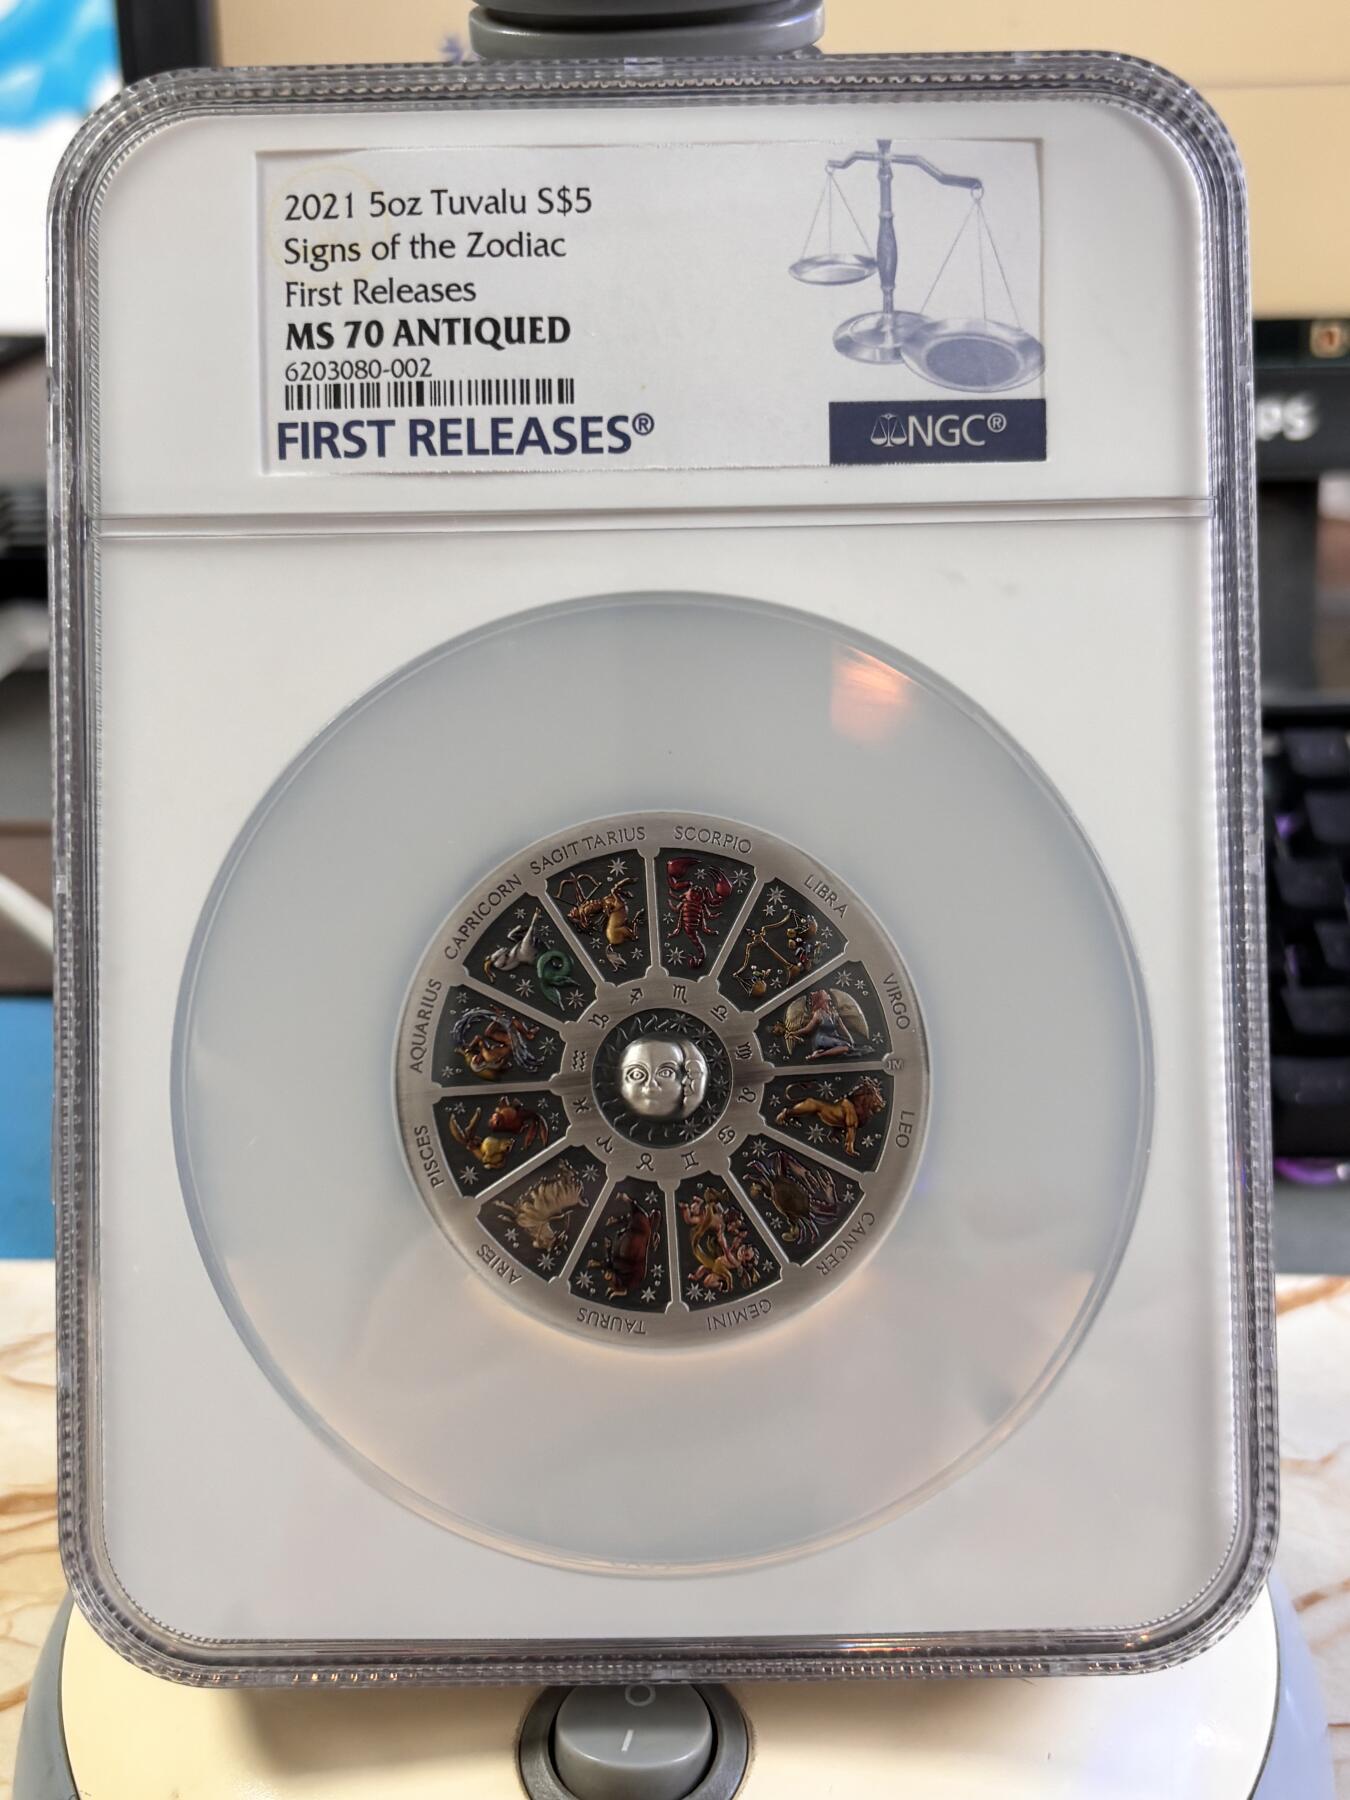 2021 5oz Tuvalu S$5
Signs of the Zodiac
First Releases
MS 70 ANTIQUED
6203080-002
FIRST RELEASES®
NGC®
SAGITTARIUS
SCORPIO
LIBRA
VIRGO
LEO
CANCER
GEMINI
TAURUS
ARIES
PISCES
AQUARIUS
CAPRICORN